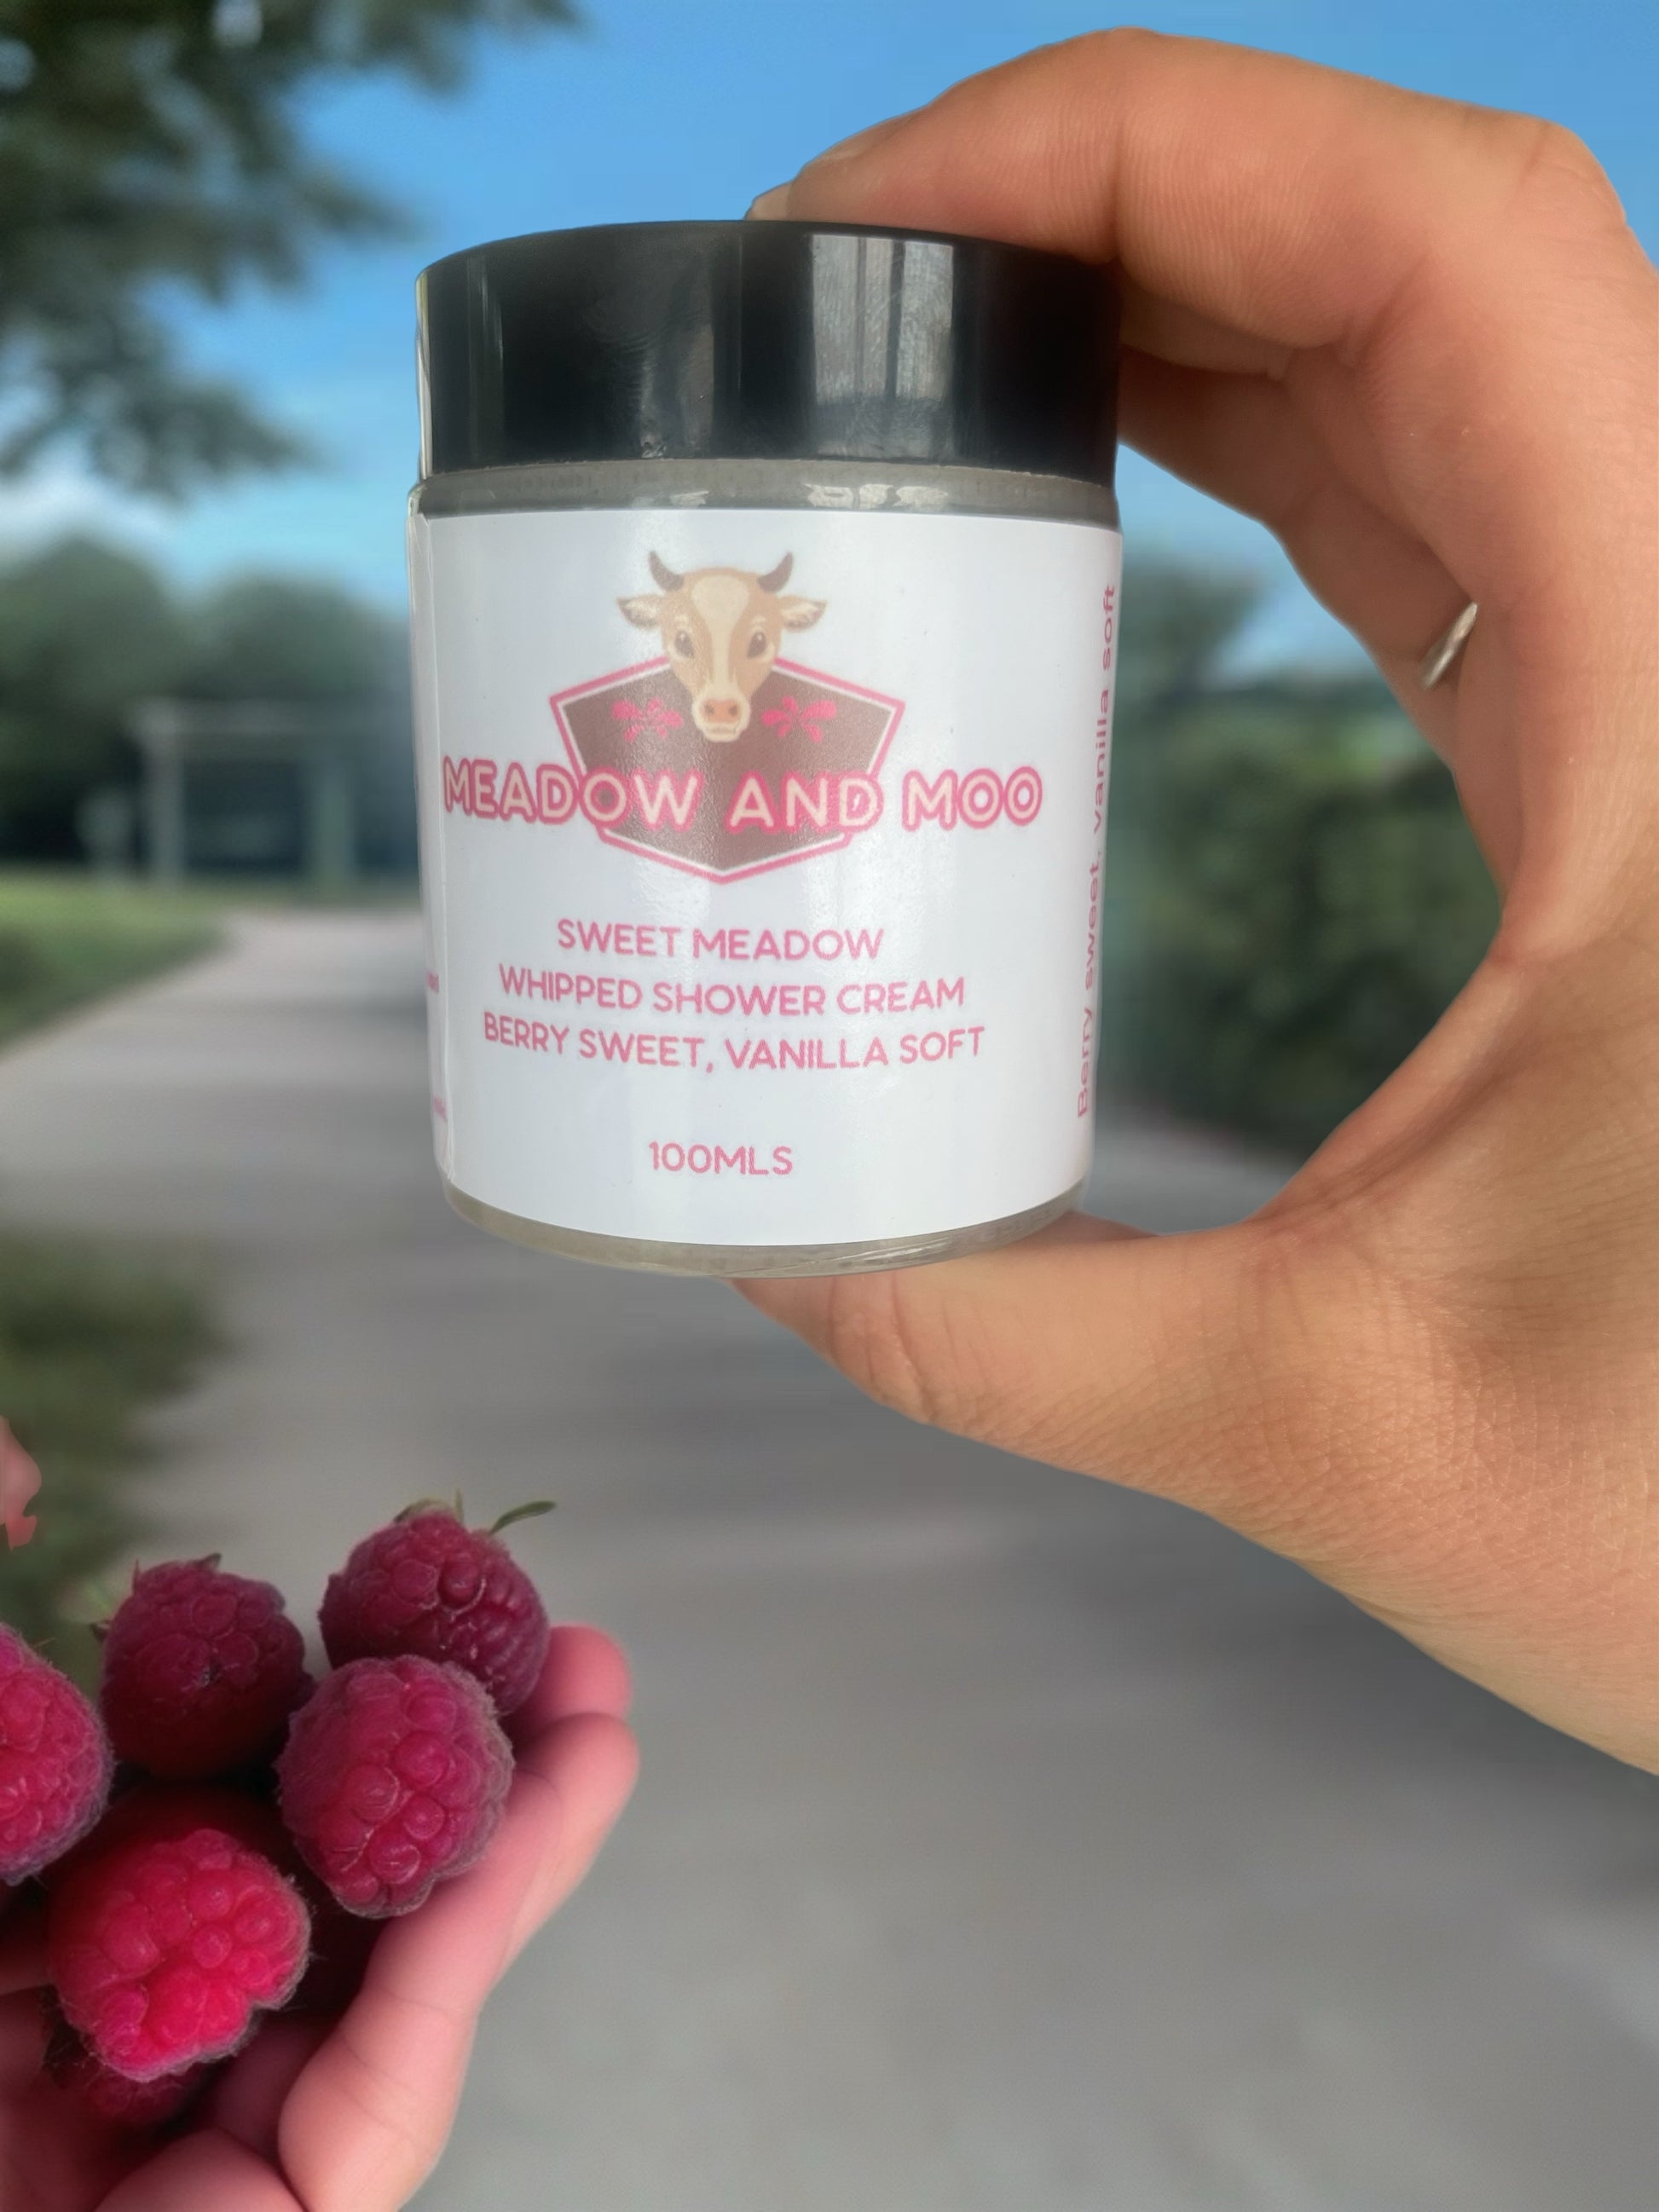 MEADOW AND MOO
SWEET MEADOW
WHIPPED SHOWER CREAM
BERRY SWEET, VANILLA SOFT
100MLS
Berry sweet, vanilla soft